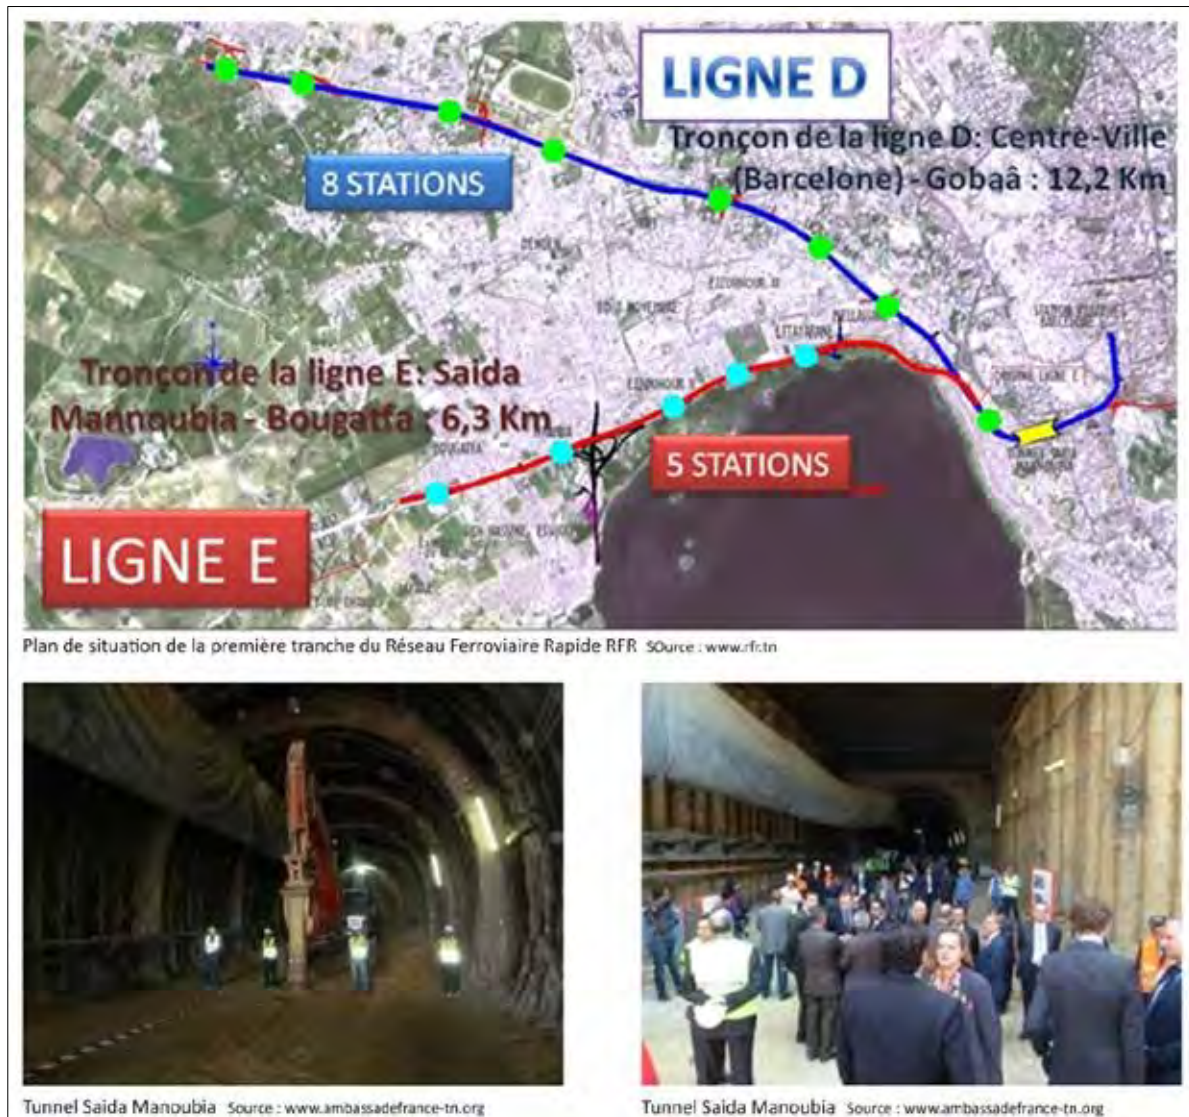 LIGNE D
Tronçon de la ligne D: Centre-Ville
(Barcelone) - Gobaâ : 12,2 Km
8 STATIONS
Tronçon de la ligne E: Saida
Mannoubia - Bougatfa : 6,3 Km
BOUGATFA
5 STATIONS
LIGNE E
Plan de situation de la première tranche du Réseau Ferroviaire Rapide RFR SOurce : www.rfr.tn
Tunnel Saida Manoubia Source : www.ambassadefrance-tn.org
Tunnel Saida Manoubia Source : www.ambassadefrance-tn.org